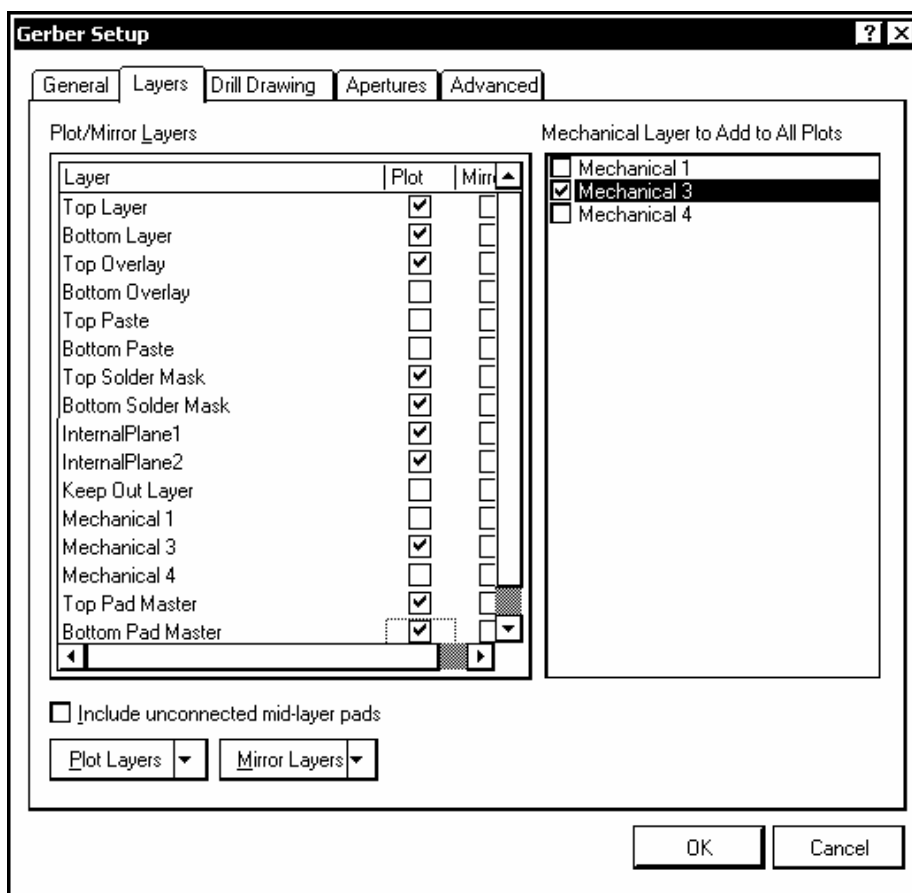 Gerber Setup
General Layers Drill Drawing Apertures Advanced
Plot/Mirror Layers
Layer Plot Mirr
Top Layer
Bottom Layer
Top Overlay
Bottom Overlay
Top Paste
Bottom Paste
Top Solder Mask
Bottom Solder Mask
InternalPlane1
InternalPlane2
Keep Out Layer
Mechanical 1
Mechanical 3
Mechanical 4
Top Pad Master
Bottom Pad Master
Mechanical Layer to Add to All Plots
Mechanical 1
Mechanical 3
Mechanical 4
Include unconnected mid-layer pads
Plot Layers Mirror Layers
OK Cancel